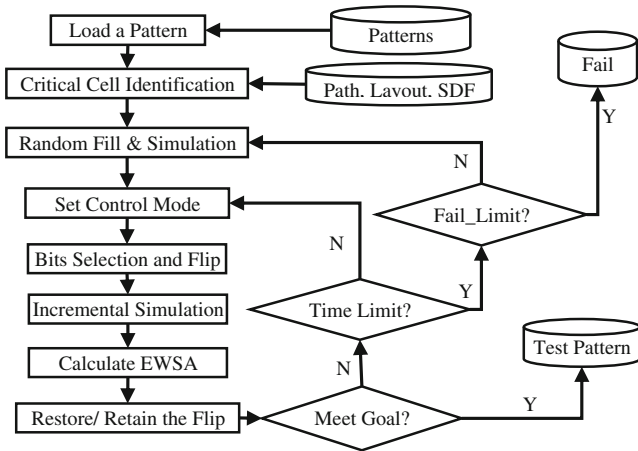 Load a Pattern
Patterns
Fail
Critical Cell Identification
Path. Layout. SDF
Y
Random Fill & Simulation
N
Set Control Mode
Fail_Limit?
N
Bits Selection and Flip
Y
Incremental Simulation
Time Limit?
Test Pattern
Calculate EWSA
N
Restore/ Retain the Flip
Meet Goal?
Y